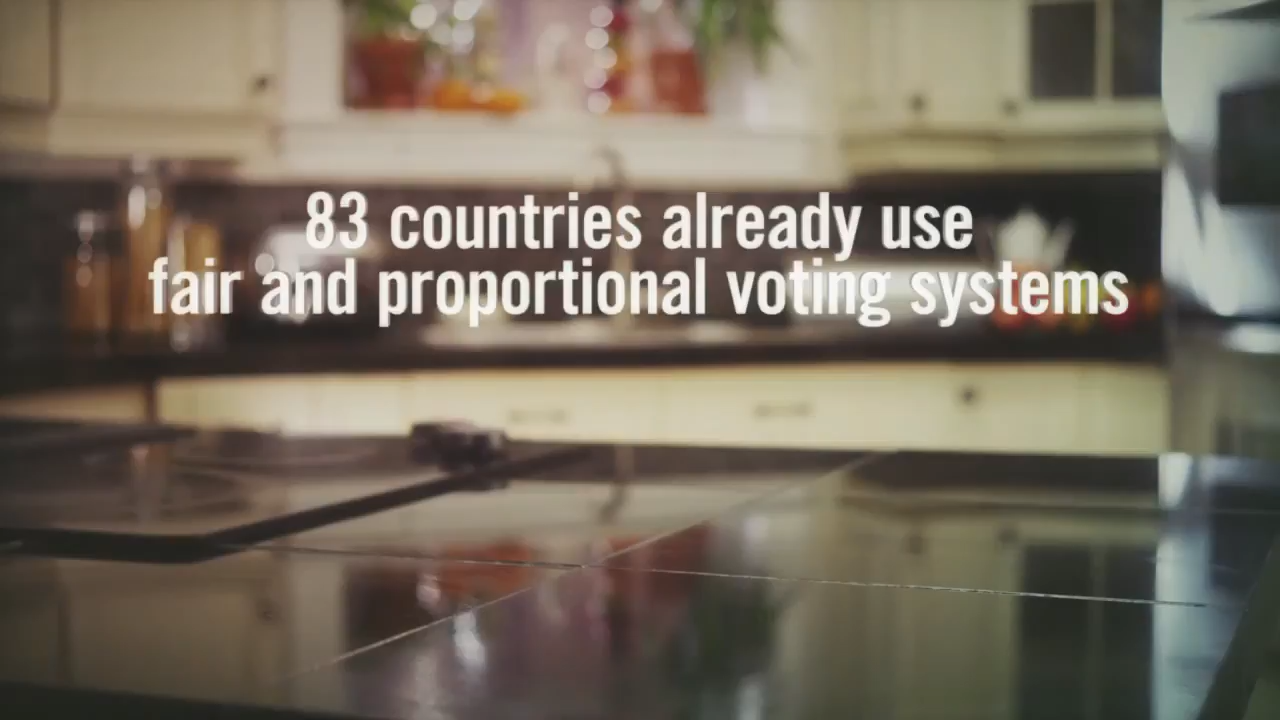 83 countries already use
fair and proportional voting systems